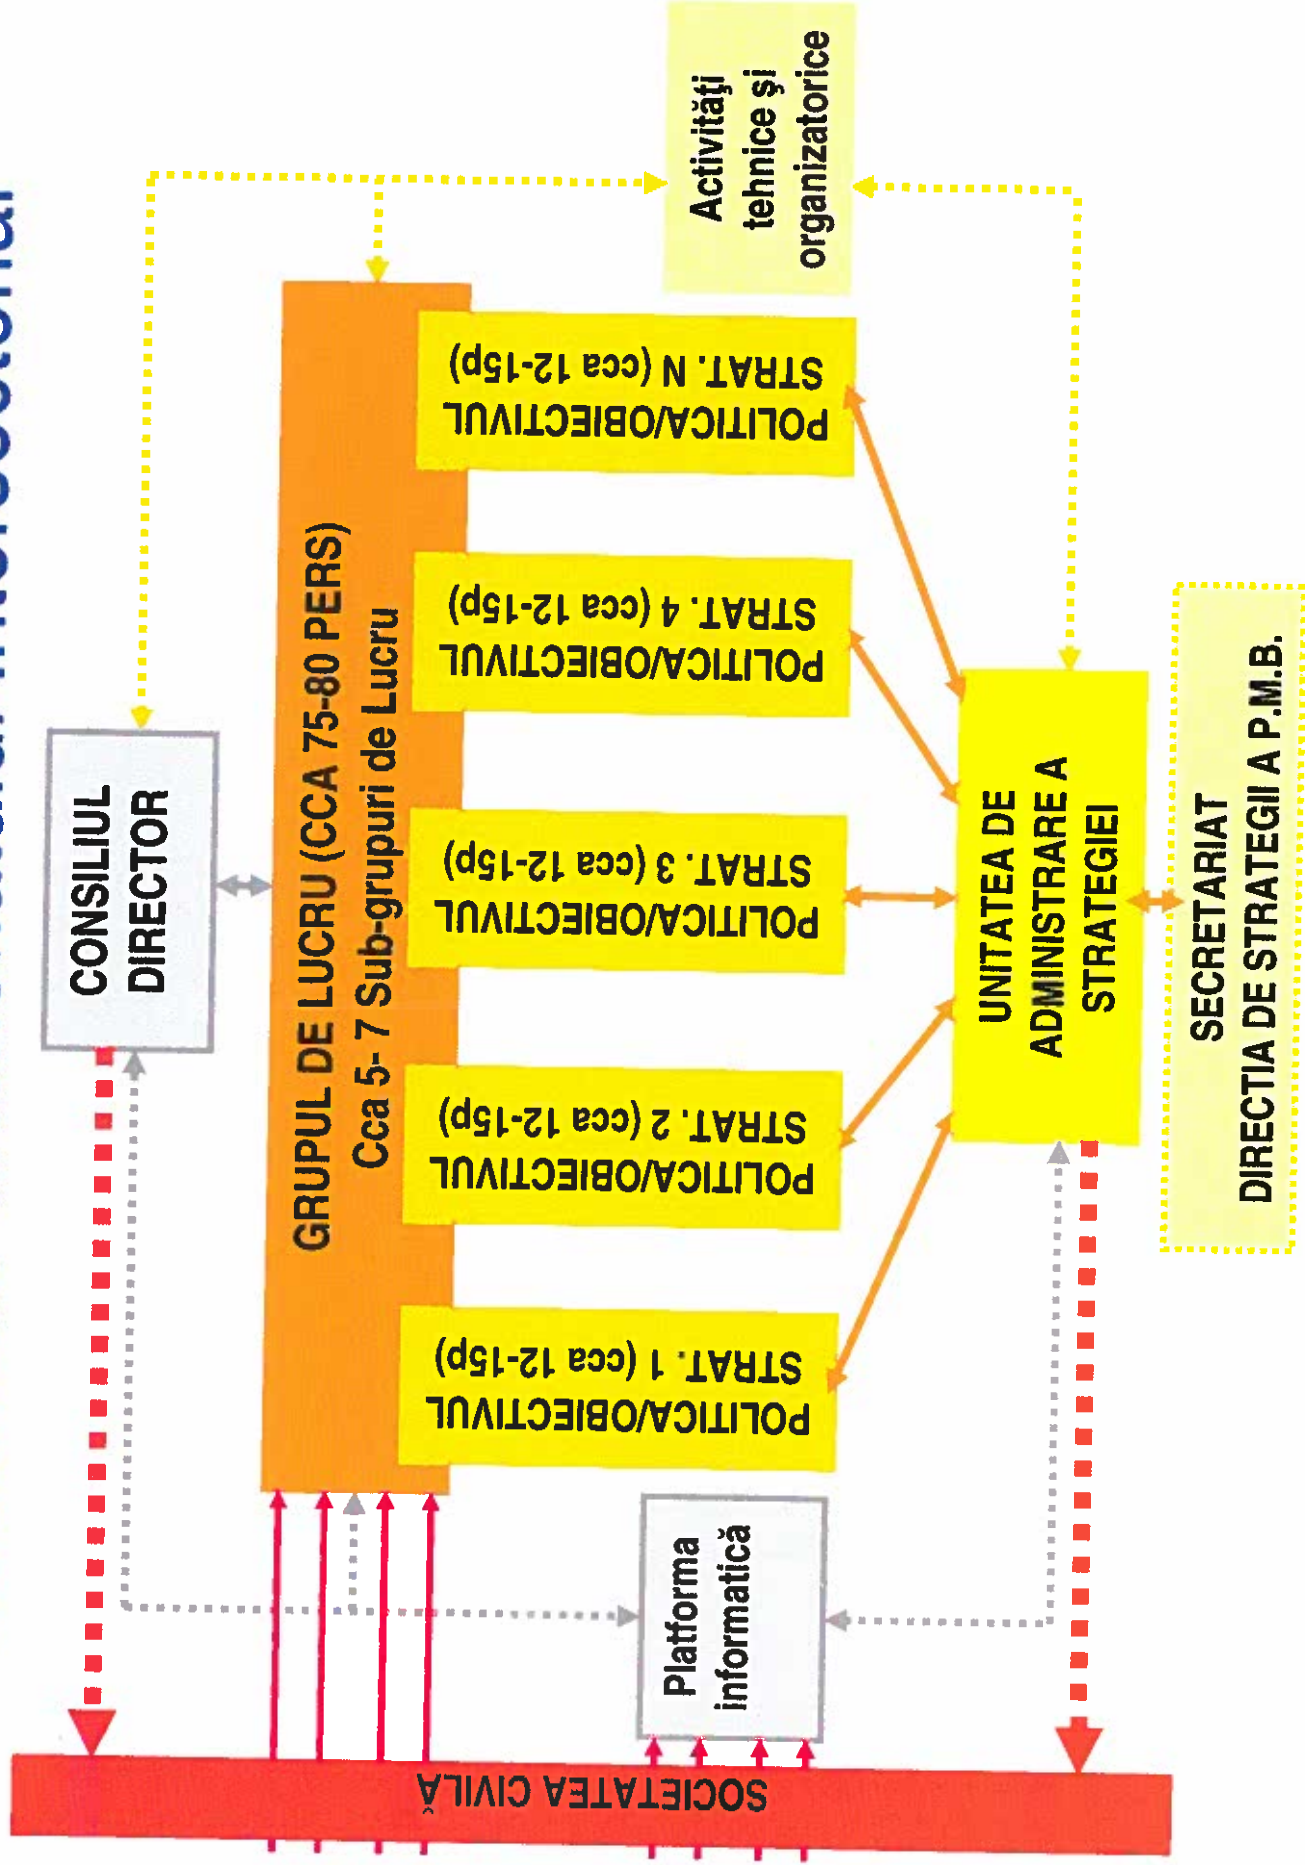 CONSILIUL
DIRECTOR
GRUPUL DE LUCRU (CCA 75-80 PERS)
Cca 5- 7 Sub-grupuri de Lucru
SOCIETATEA CIVILĂ
Platforma
informatică
POLITICA/OBIECTIVUL
STRAT. 1 (cca 12-15p)
POLITICA/OBIECTIVUL
STRAT. 2 (cca 12-15p)
POLITICA/OBIECTIVUL
STRAT. 3 (cca 12-15p)
POLITICA/OBIECTIVUL
STRAT. 4 (cca 12-15p)
POLITICA/OBIECTIVUL
STRAT. N (cca 12-15p)
Activităţi
tehnice şi
organizatorice
UNITATEA DE
ADMINISTRARE A
STRATEGIEI
SECRETARIAT
DIRECTIA DE STRATEGII A P.M.B.